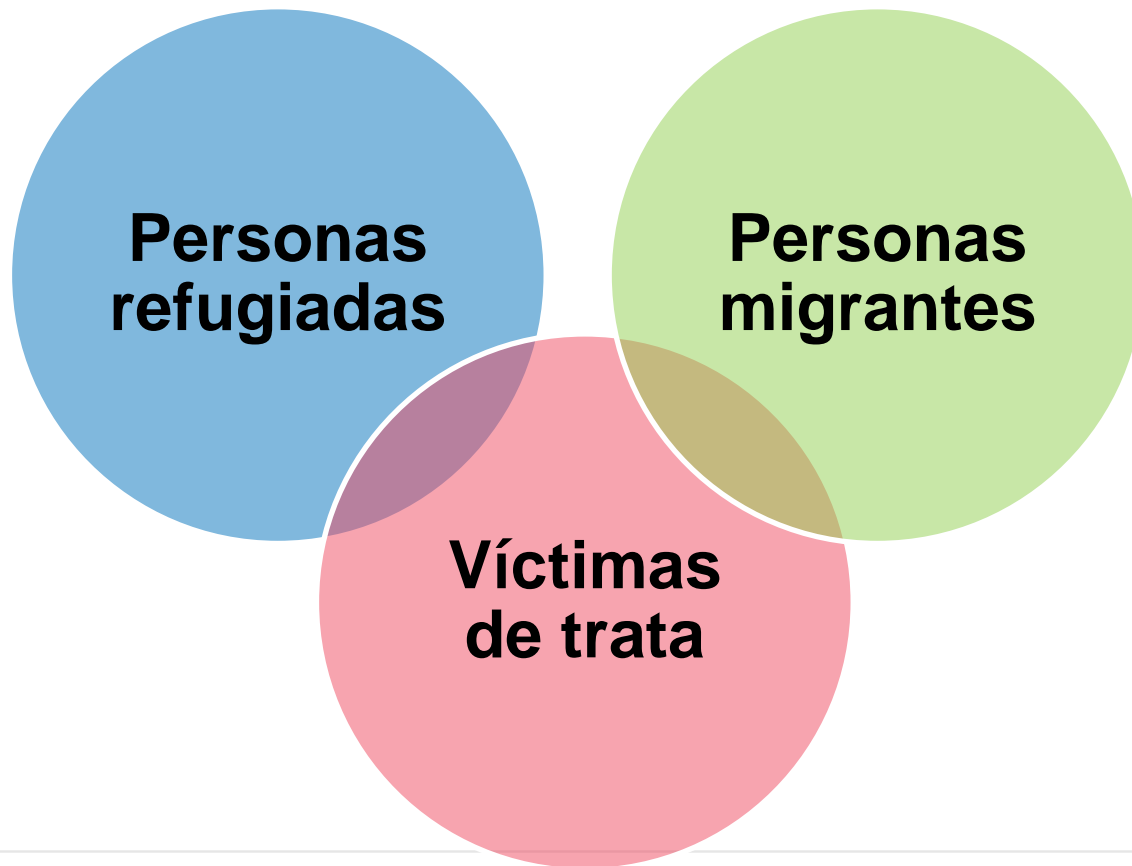 Personas
refugiadas
Personas
migrantes
Víctimas
de trata